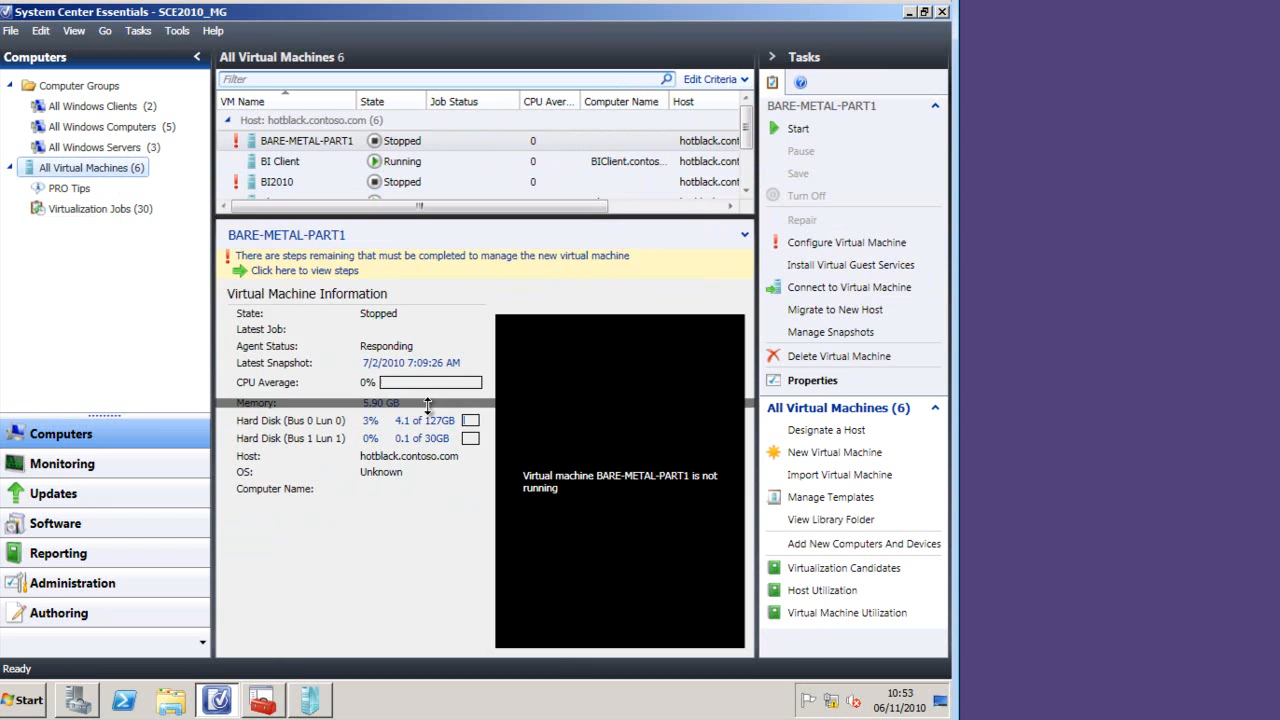 System Center Essentials - SCE2010_MG
File Edit View Go Tasks Tools Help
Computers
Computer Groups
All Windows Clients (2)
All Windows Computers (5)
All Windows Servers (3)
All Virtual Machines (6)
PRO Tips
Virtualization Jobs (30)
Computers
Monitoring
Updates
Software
Reporting
Administration
Authoring
All Virtual Machines 6
Filter
Edit Criteria
VM Name State Job Status CPU Aver... Computer Name Host
Host: hotblack.contoso.com (6)
BARE-METAL-PART1 Stopped 0 hotblack.cont
BI Client Running 0 BIClient.contos... hotblack.cont
BI2010 Stopped 0 hotblack.cont
BARE-METAL-PART1
There are steps remaining that must be completed to manage the new virtual machine
Click here to view steps
Virtual Machine Information
State: Stopped
Latest Job:
Agent Status: Responding
Latest Snapshot: 7/2/2010 7:09:26 AM
CPU Average: 0%
Memory: 5.90 GB
Hard Disk (Bus 0 Lun 0) 3% 4.1 of 127GB
Hard Disk (Bus 1 Lun 1) 0% 0.1 of 30GB
Host: hotblack.contoso.com
OS: Unknown
Computer Name:
Virtual machine BARE-METAL-PART1 is not
running
Tasks
BARE-METAL-PART1
Start
Pause
Save
Turn Off
Repair
Configure Virtual Machine
Install Virtual Guest Services
Connect to Virtual Machine
Migrate to New Host
Manage Snapshots
Delete Virtual Machine
Properties
All Virtual Machines (6)
Designate a Host
New Virtual Machine
Import Virtual Machine
Manage Templates
View Library Folder
Add New Computers And Devices
Virtualization Candidates
Host Utilization
Virtual Machine Utilization
Ready
Start
10:53
06/11/2010